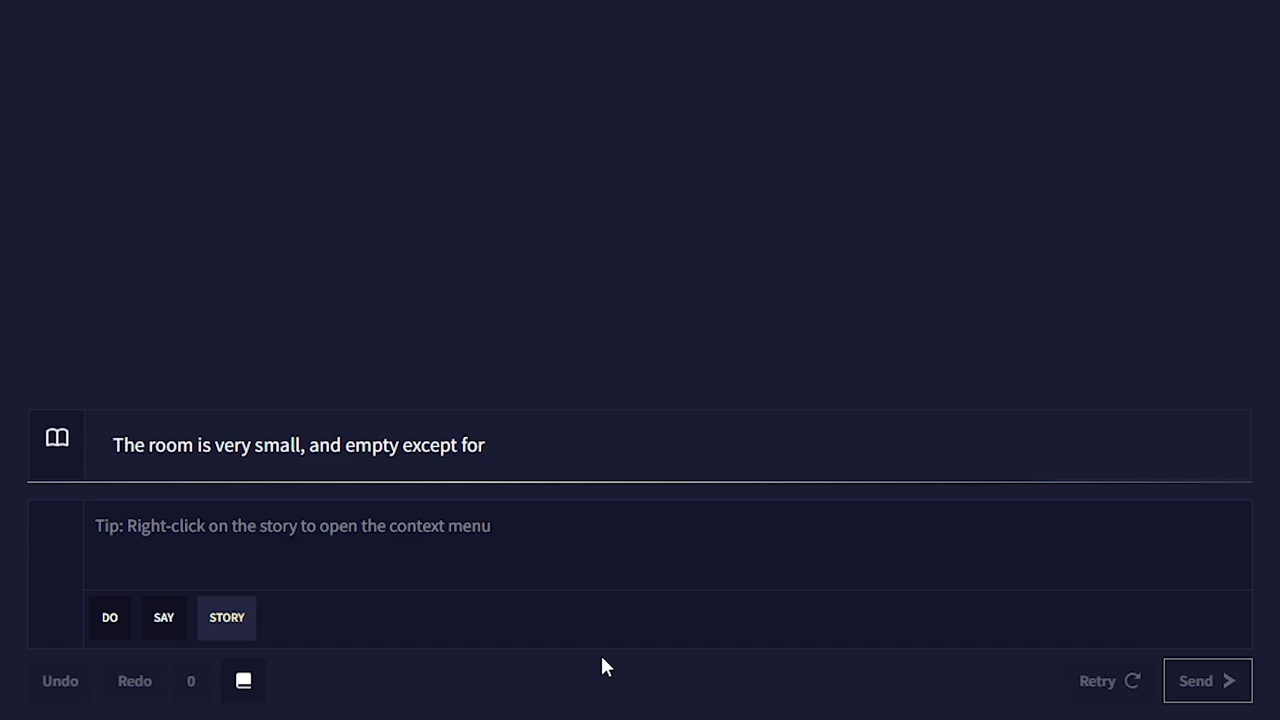 The room is very small, and empty except for
Tip: Right-click on the story to open the context menu
DO SAY STORY
Undo Redo 0 Retry Send